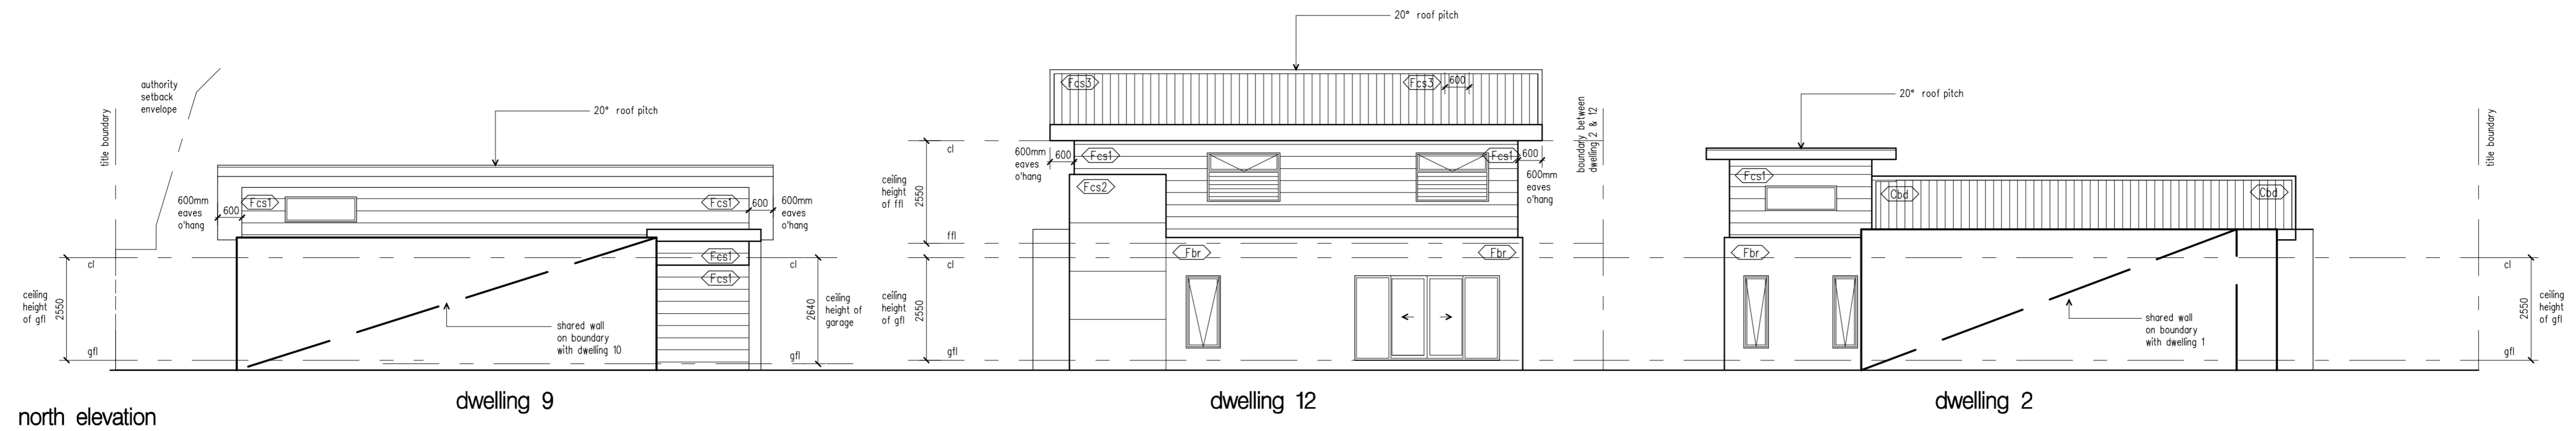 authority
setback
envelope
title boundary
20° roof pitch
600mm
eaves
o'hang
600
Fcs1
Fcs1
600
600mm
eaves
o'hang
Fcs1
Fcs1
cl
ceiling
height
of gfl
2550
gfl
shared wall
on boundary
with dwelling 10
cl
2640
ceiling
height of
garage
gfl
dwelling 9
20° roof pitch
Fcs3
Fcs3
600
cl
600mm
eaves
o'hang
600
Fcs1
Fcs1
600
600mm
eaves
o'hang
Fcs2
ceiling
height
of ffl
2550
ffl
cl
Fbr
Fbr
ceiling
height
of gfl
2550
gfl
dwelling 12
boundary between
dwelling 2 & 12
20° roof pitch
Fcs1
Cbd
Cbd
Fbr
shared wall
on boundary
with dwelling 1
title boundary
cl
2550
ceiling
height
of gfl
gfl
dwelling 2
north elevation